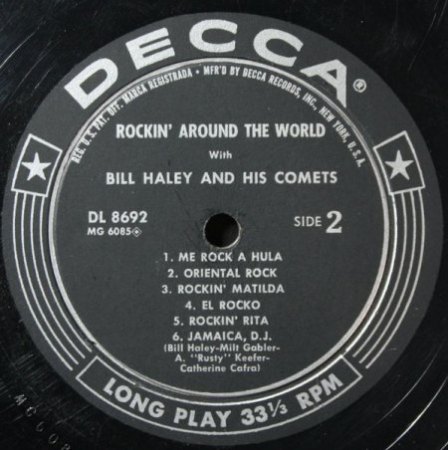 DECCA®
REG. U.S. PAT. OFF. MARCA REGISTRADA • MFR'D BY DECCA RECORDS, INC., NEW YORK, U.S.A.
ROCKIN' AROUND THE WORLD
With
BILL HALEY AND HIS COMETS
DL 8692
MG 6085
SIDE 2
1. ME ROCK A HULA
2. ORIENTAL ROCK
3. ROCKIN' MATILDA
4. EL ROCKO
5. ROCKIN' RITA
6. JAMAICA, D.J.
(Bill Haley-Milt Gabler-
A. "Rusty" Keefer-
Catherine Cafra)
LONG PLAY 33⅓ RPM